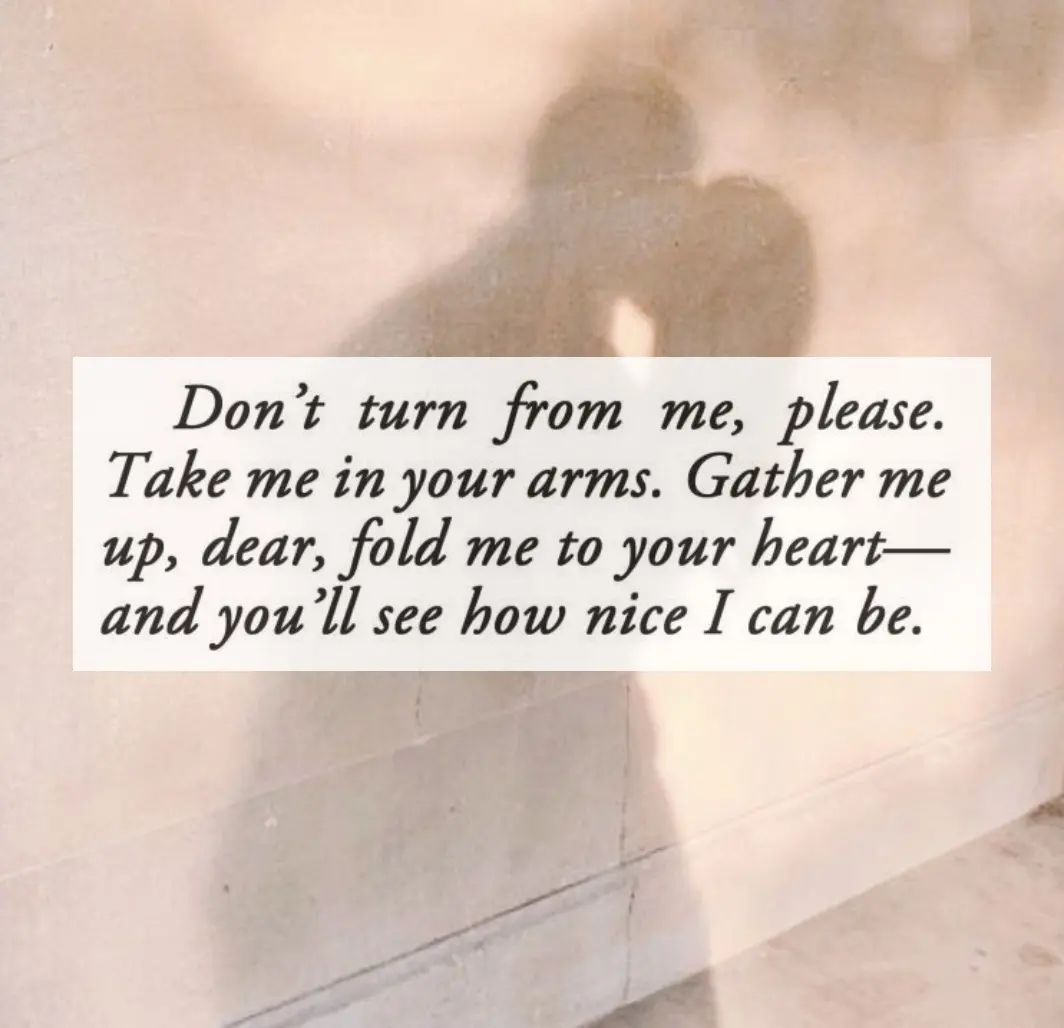 Don’t turn from me, please.
Take me in your arms. Gather me
up, dear, fold me to your heart—
and you’ll see how nice I can be.